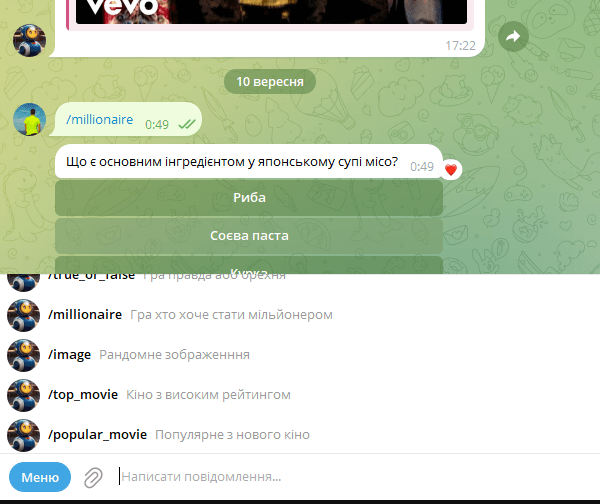 vevo
17:22
10 вересня
/millionaire 0:49
Що є основним інгредієнтом у японському супі місо? 0:49
Риба
Соєва паста
Курка
/true_or_false Гра правда або брехня
/millionaire Гра хто хоче стати мільйонером
/image Рандомне зображенння
/top_movie Кіно з високим рейтингом
/popular_movie Популярне з нового кіно
Меню Написати повідомлення...